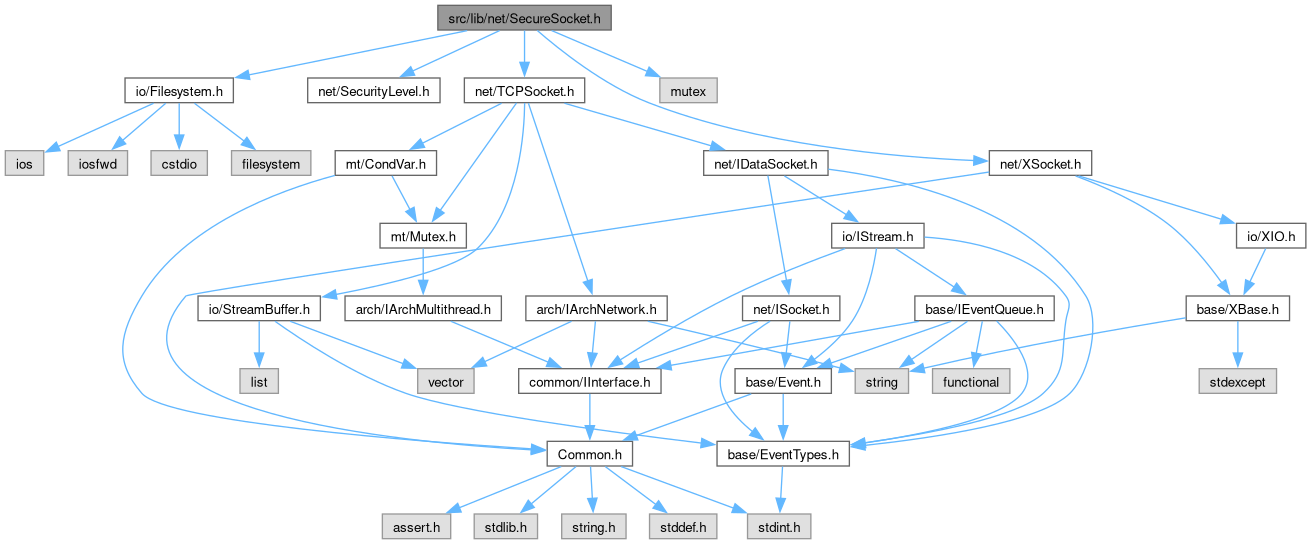 src/lib/net/SecureSocket.h
io/Filesystem.h
net/SecurityLevel.h
net/TCPSocket.h
mutex
ios
iosfwd
cstdio
filesystem
mt/CondVar.h
net/IDataSocket.h
net/XSocket.h
mt/Mutex.h
io/IStream.h
io/XIO.h
io/StreamBuffer.h
arch/IArchMultithread.h
arch/IArchNetwork.h
net/ISocket.h
base/IEventQueue.h
base/XBase.h
list
vector
common/IInterface.h
base/Event.h
string
functional
stdexcept
Common.h
base/EventTypes.h
assert.h
stdlib.h
string.h
stddef.h
stdint.h